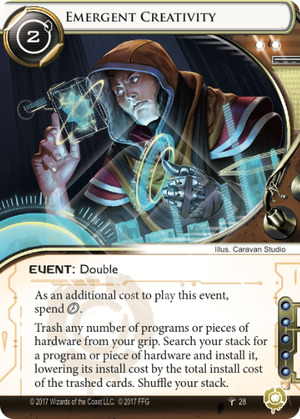 EMERGENT CREATIVITY
2
Illus. Caravan Studio
EVENT: Double
As an additional cost to play this event,
spend .
Trash any number of programs or pieces of
hardware from your grip. Search your stack for
a program or piece of hardware and install it,
lowering its install cost by the total install cost
of the trashed cards. Shuffle your stack.
© 2017 Wizards of the Coast LLC. © 2017 FFG
28